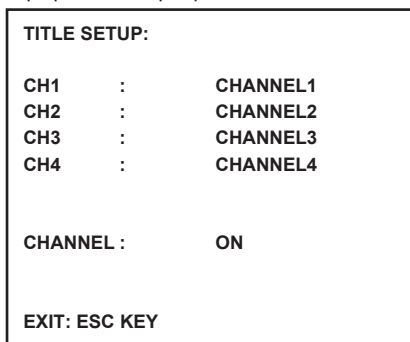 TITLE SETUP:
CH1 : CHANNEL1
CH2 : CHANNEL2
CH3 : CHANNEL3
CH4 : CHANNEL4
CHANNEL : ON
EXIT: ESC KEY